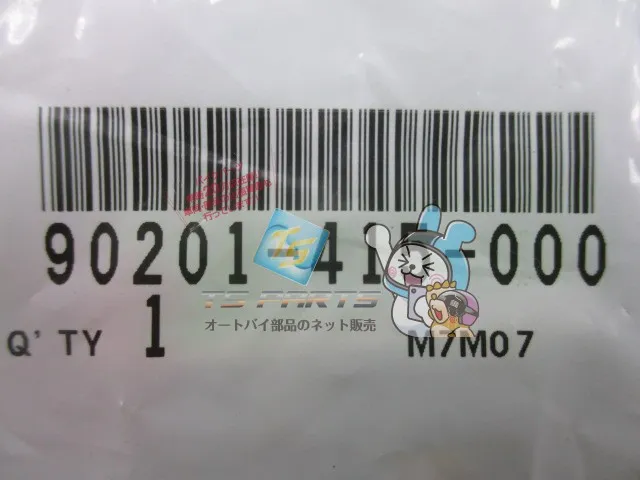 90201-415-000
TS PARTS
オートバイ部品のネット販売
Q'TY 1
M7M07